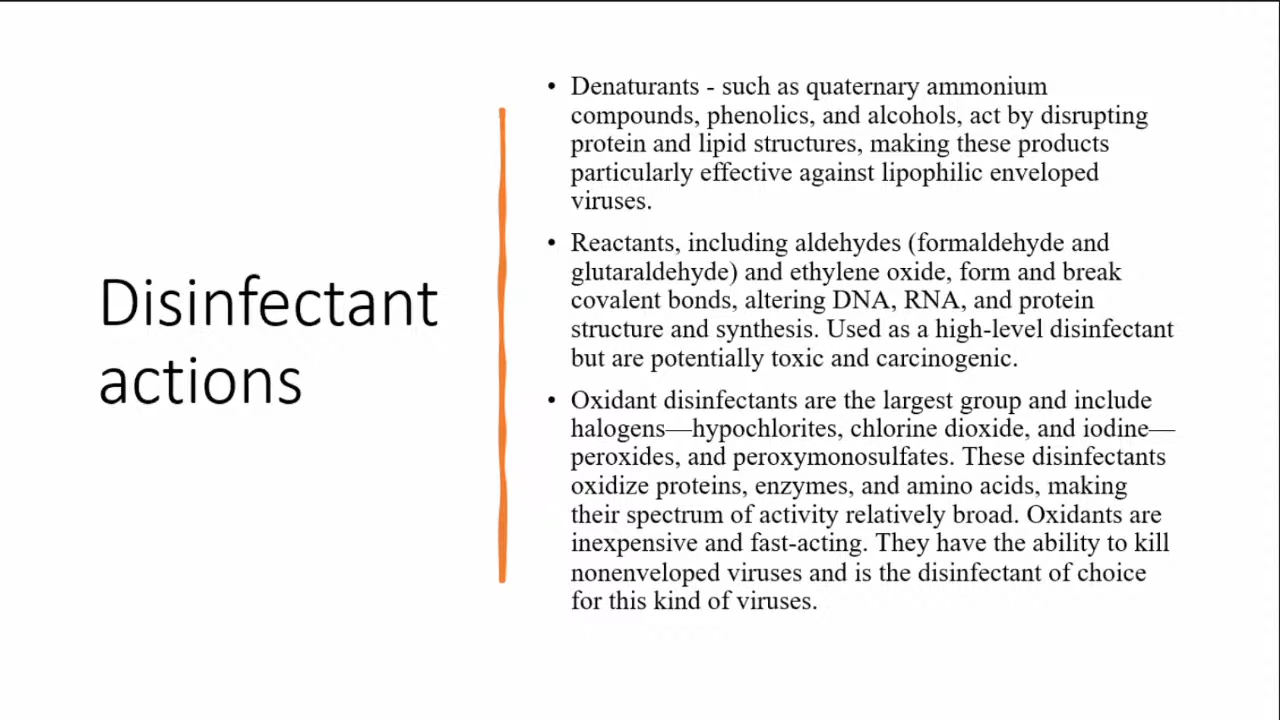 Disinfectant
actions
• Denaturants - such as quaternary ammonium
compounds, phenolics, and alcohols, act by disrupting
protein and lipid structures, making these products
particularly effective against lipophilic enveloped
viruses.
• Reactants, including aldehydes (formaldehyde and
glutaraldehyde) and ethylene oxide, form and break
covalent bonds, altering DNA, RNA, and protein
structure and synthesis. Used as a high-level disinfectant
but are potentially toxic and carcinogenic.
• Oxidant disinfectants are the largest group and include
halogens—hypochlorites, chlorine dioxide, and iodine—
peroxides, and peroxymonosulfates. These disinfectants
oxidize proteins, enzymes, and amino acids, making
their spectrum of activity relatively broad. Oxidants are
inexpensive and fast-acting. They have the ability to kill
nonenveloped viruses and is the disinfectant of choice
for this kind of viruses.